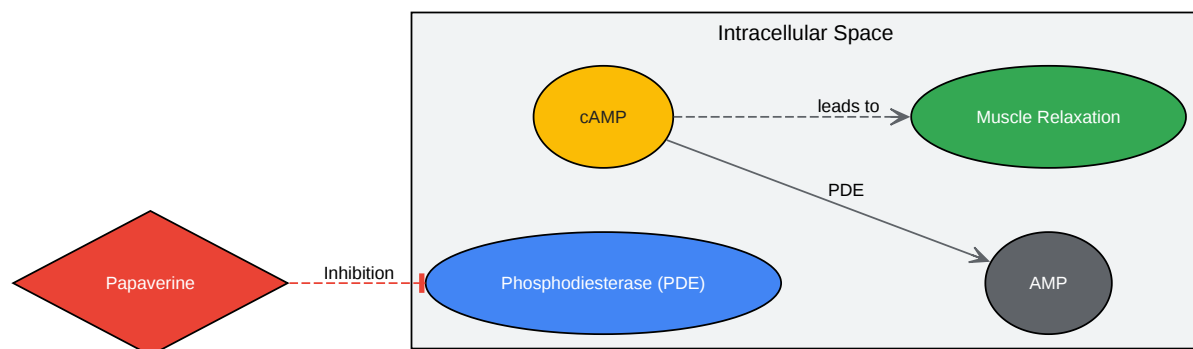 Intracellular Space
cAMP
leads to
Muscle Relaxation
PDE
Papaverine
Inhibition
Phosphodiesterase (PDE)
AMP